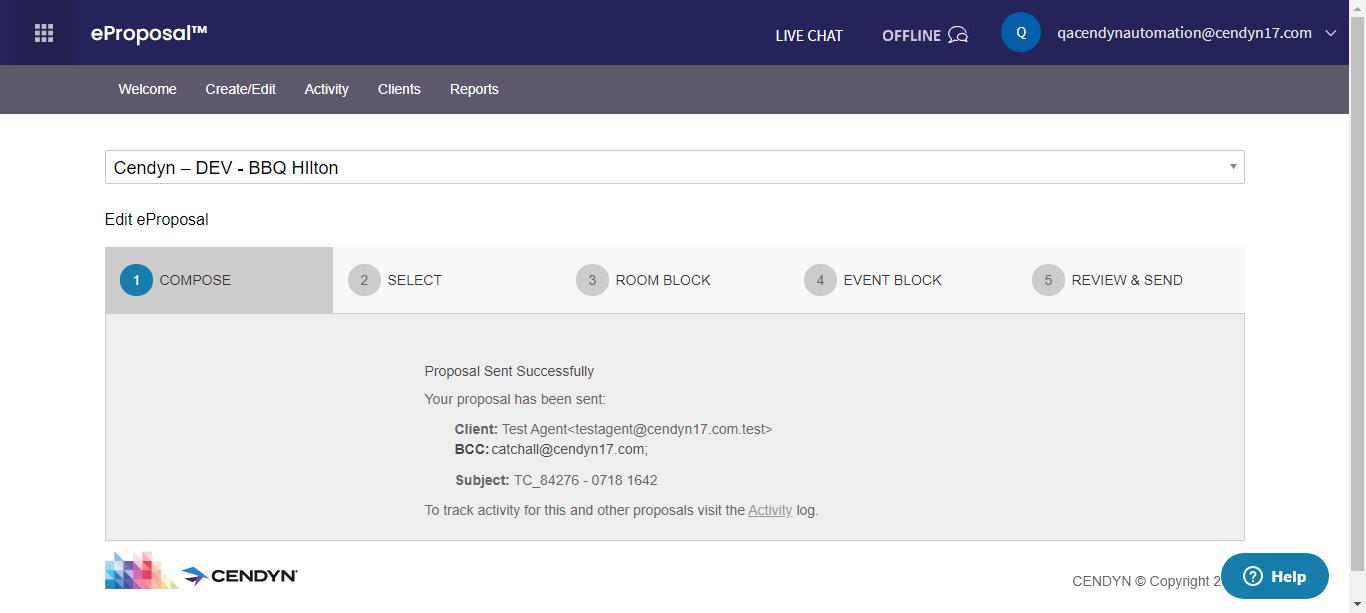 eProposal™
LIVE CHAT
OFFLINE
Q
qacendynautomation@cendyn17.com
Welcome
Create/Edit
Activity
Clients
Reports
Cendyn – DEV - BBQ HIlton
Edit eProposal
1 COMPOSE
2 SELECT
3 ROOM BLOCK
4 EVENT BLOCK
5 REVIEW & SEND
Proposal Sent Successfully
Your proposal has been sent:
Client: Test Agent<testagent@cendyn17.com.test>
BCC: catchall@cendyn17.com;
Subject: TC_84276 - 0718 1642
To track activity for this and other proposals visit the Activity log.
CENDYN
CENDYN © Copyright 2
? Help